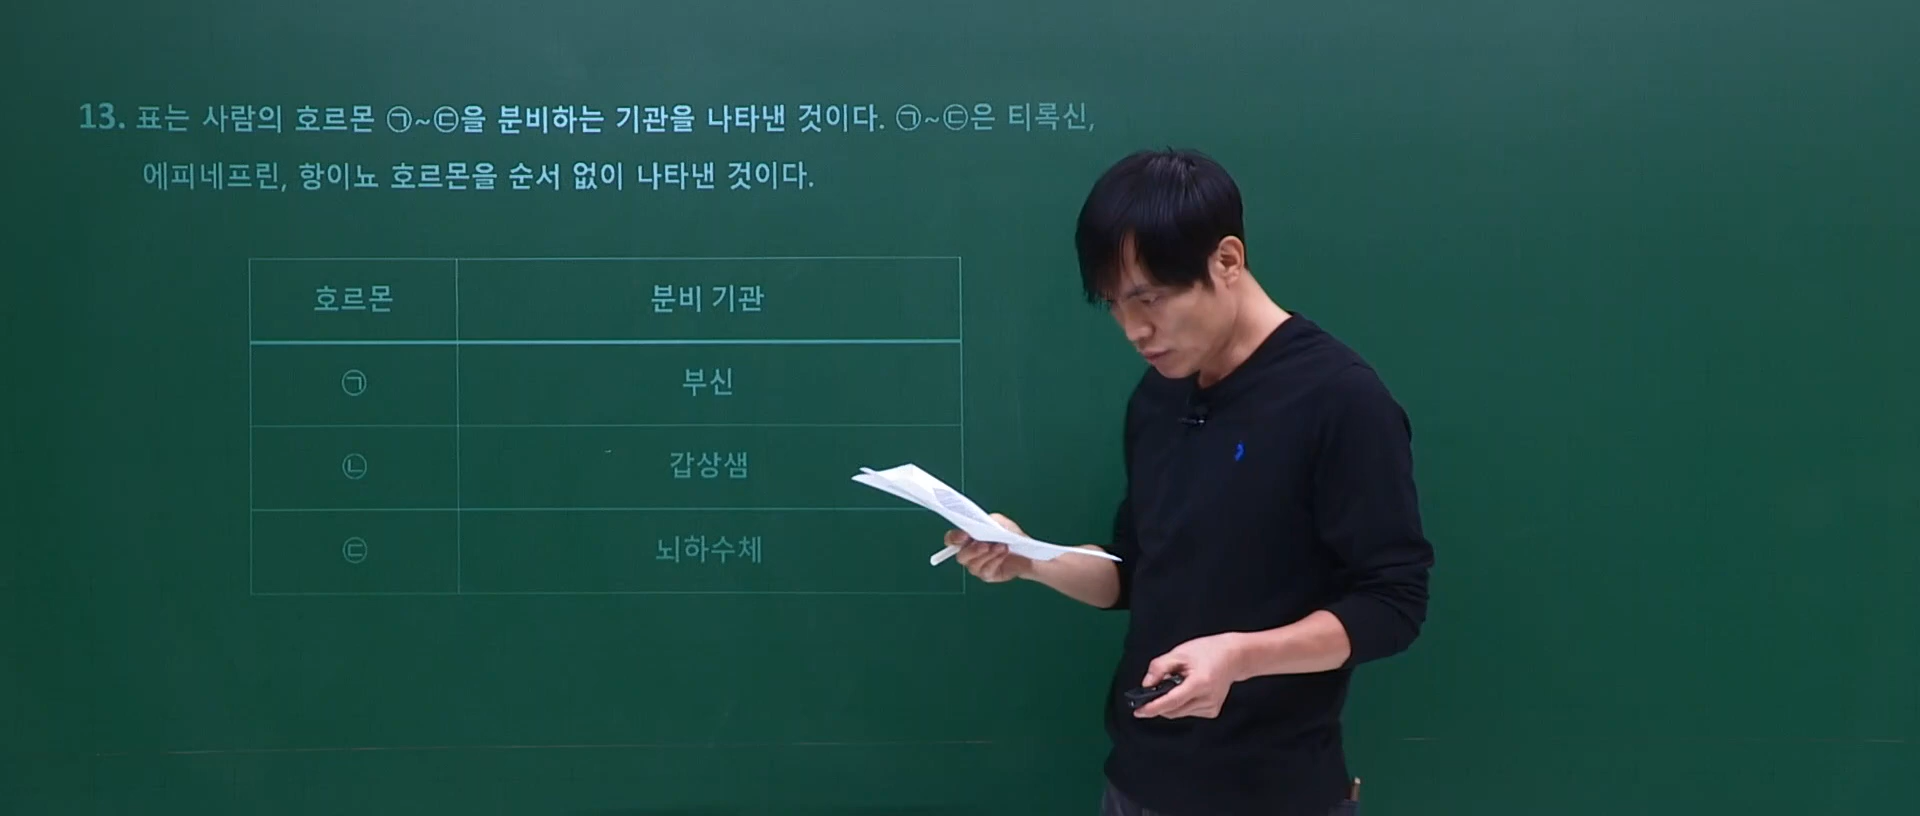 13. 표는 사람의 호르몬 ㉠~㉢을 분비하는 기관을 나타낸 것이다. ㉠~㉢은 티록신,
에피네프린, 항이뇨 호르몬을 순서 없이 나타낸 것이다.
호르몬 분비 기관
㉠ 부신
㉡ 갑상샘
㉢ 뇌하수체